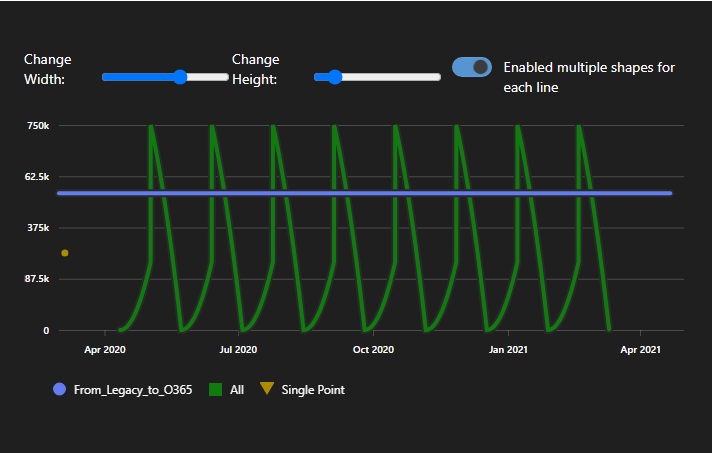 Change Width:
Change Height:
Enabled multiple shapes for each line
750k
62.5k
375k
87.5k
0
Apr 2020
Jul 2020
Oct 2020
Jan 2021
Apr 2021
From_Legacy_to_O365
All
Single Point